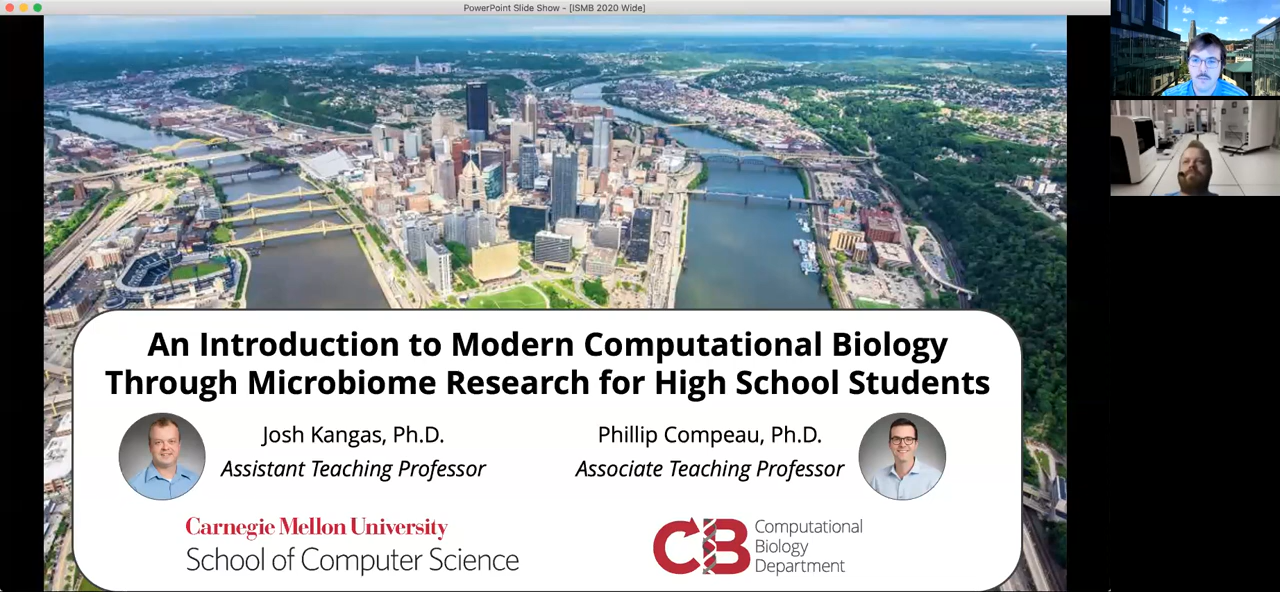 PowerPoint Slide Show - [ISMB 2020 Wide]
An Introduction to Modern Computational Biology
Through Microbiome Research for High School Students
Josh Kangas, Ph.D.
Assistant Teaching Professor
Phillip Compeau, Ph.D.
Associate Teaching Professor
Carnegie Mellon University
School of Computer Science
CB
Computational
Biology
Department